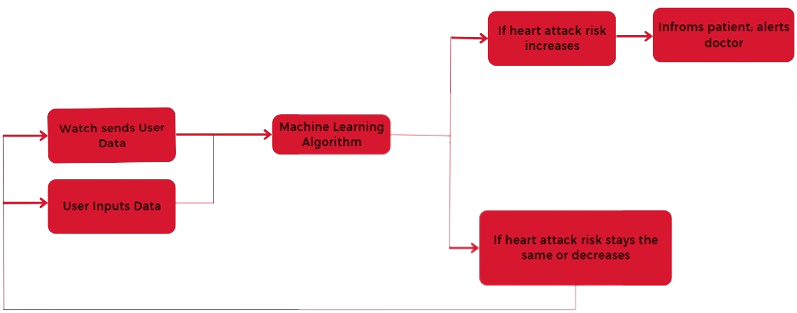 If heart attack risk
increases
Infroms patient; alerts
doctor
Watch sends User
Data
Machine Learning
Algorithm
User Inputs Data
If heart attack risk stays the
same or decreases